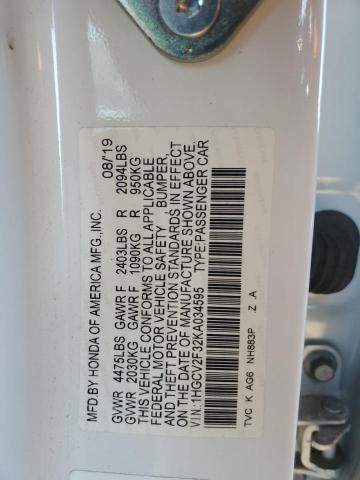 MFD BY HONDA OF AMERICA MFG.,INC. 08/'19
GVWR 4475LBS GAWR F 2403LBS R 2094LBS
GVWR 2030KG GAWR F 1090KG R 950KG
THIS VEHICLE CONFORMS TO ALL APPLICABLE
FEDERAL MOTOR VEHICLE SAFETY BUMPER,
AND THEFT PREVENTION STANDARDS IN EFFECT
ON THE DATE OF MANUFACTURE SHOWN ABOVE.
V.I.N:1HGCV2F32KA034595 TYPE:PASSENGER CAR
TVC K AG6 NH883P .Z .A